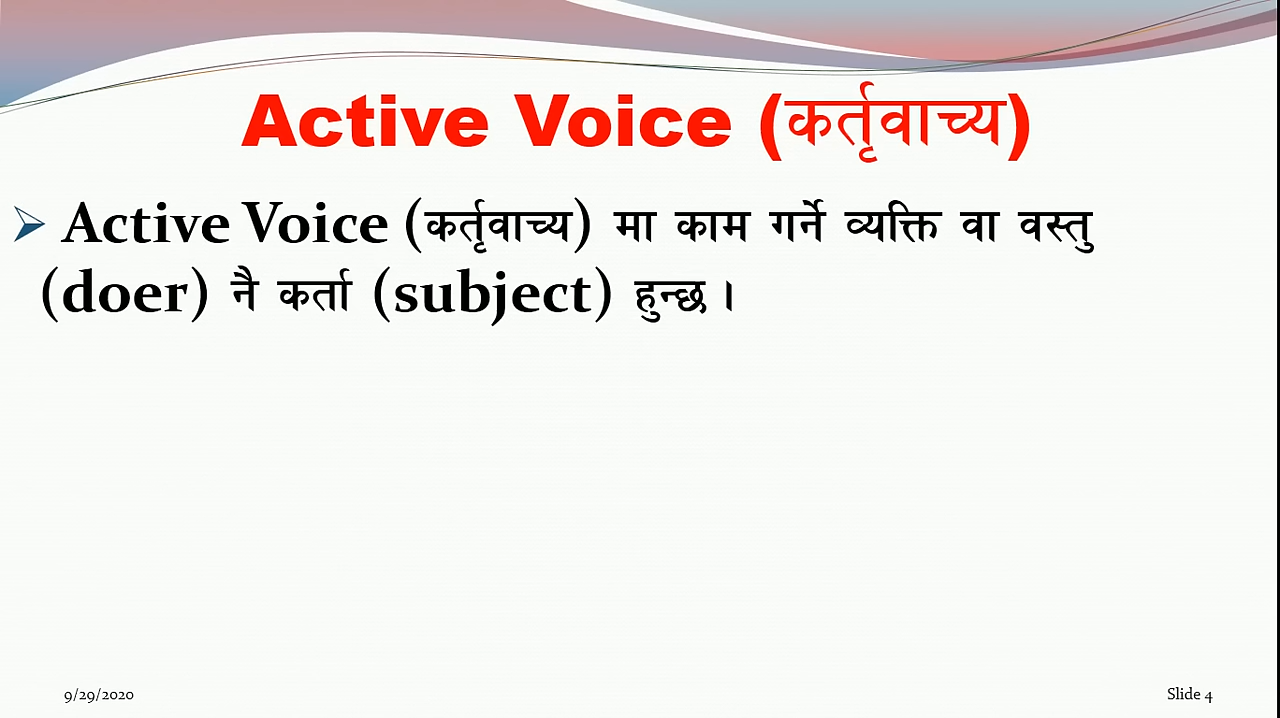 Active Voice (कर्तृवाच्य)
Active Voice (कर्तृवाच्य) मा काम गर्ने व्यक्ति वा वस्तु
(doer) नै कर्ता (subject) हुन्छ ।
9/29/2020
Slide 4